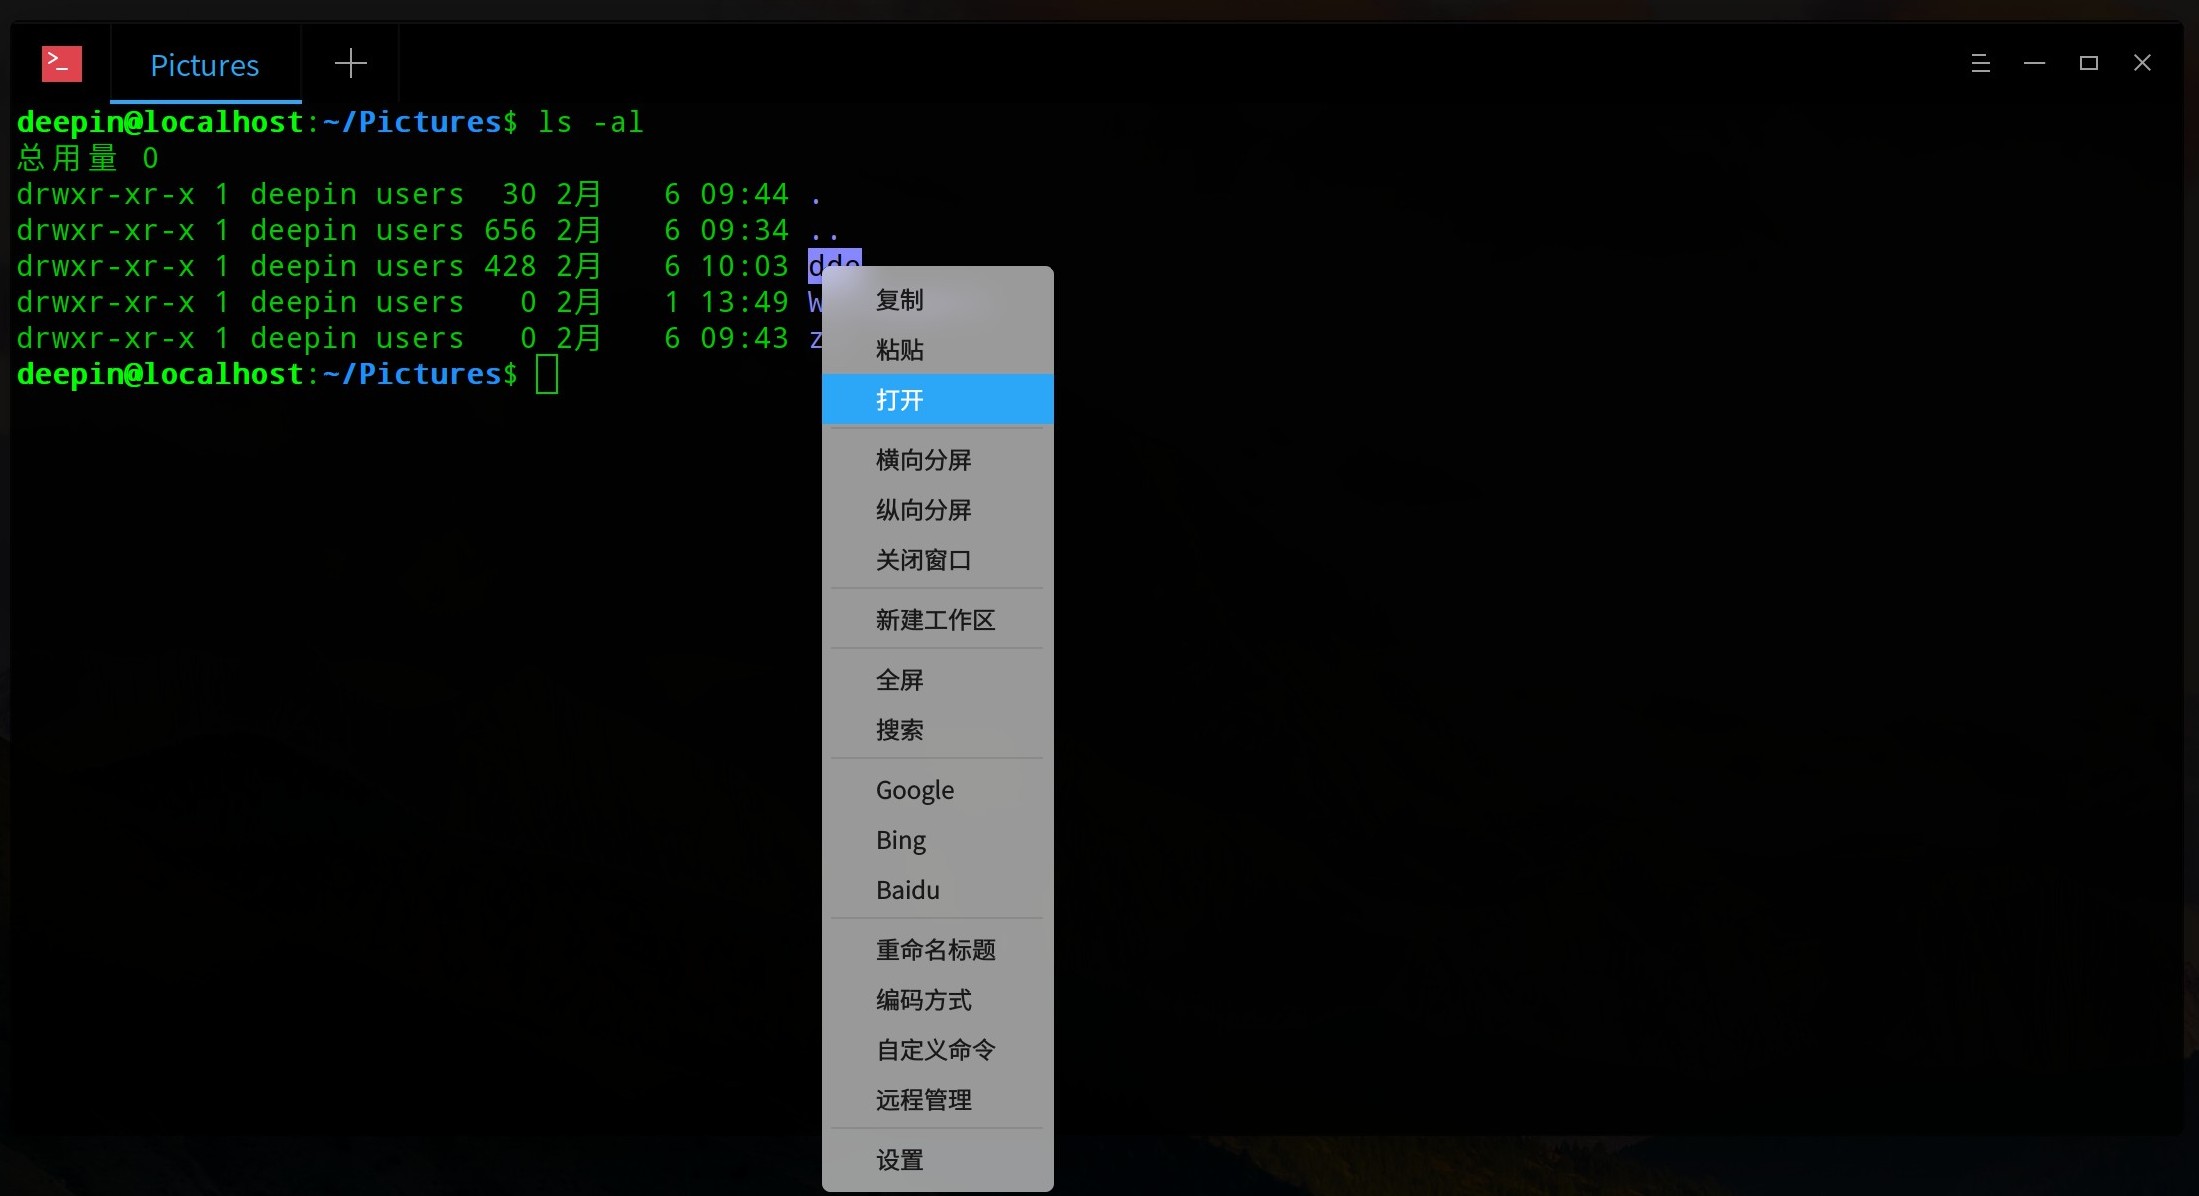 Pictures
deepin@localhost:~/Pictures$ ls -al
总用量 0
drwxr-xr-x 1 deepin users  30 2月   6 09:44 .
drwxr-xr-x 1 deepin users 656 2月   6 09:34 ..
drwxr-xr-x 1 deepin users 428 2月   6 10:03 dde
drwxr-xr-x 1 deepin users   0 2月   1 13:49
drwxr-xr-x 1 deepin users   0 2月   6 09:43
deepin@localhost:~/Pictures$
复制
粘贴
打开
横向分屏
纵向分屏
关闭窗口
新建工作区
全屏
搜索
Google
Bing
Baidu
重命名标题
编码方式
自定义命令
远程管理
设置